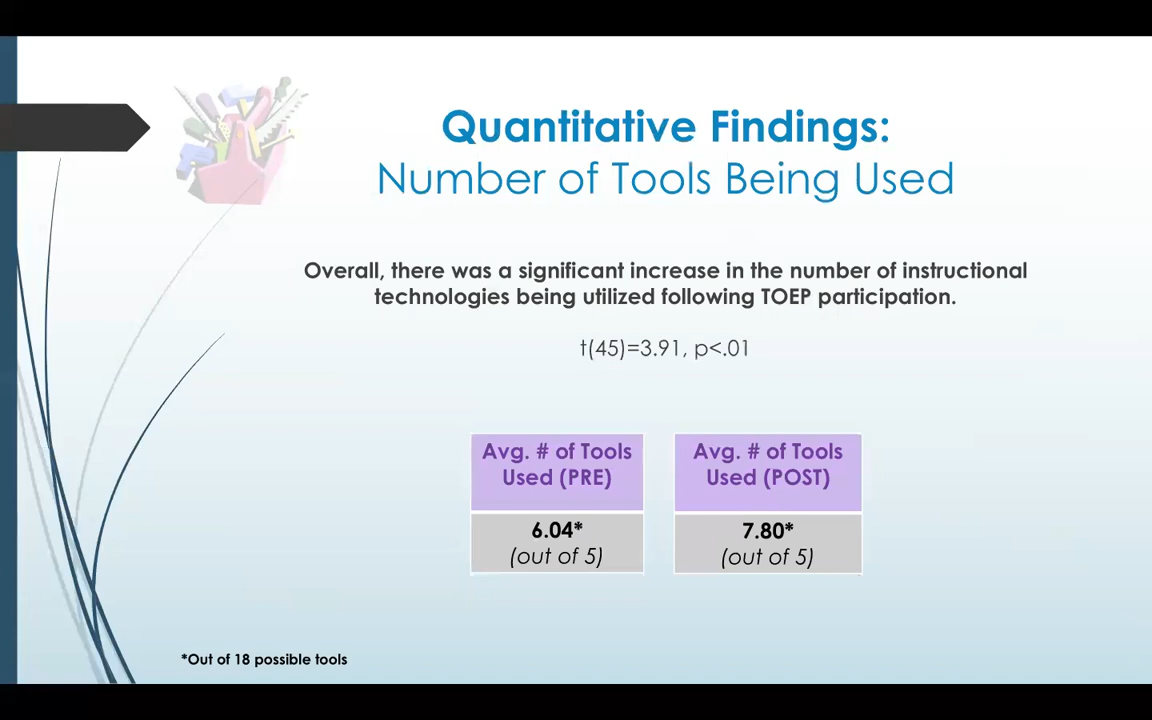 Quantitative Findings:
Number of Tools Being Used
Overall, there was a significant increase in the number of instructional
technologies being utilized following TOEP participation.
t(45)=3.91, p<.01
Avg. # of Tools
Used (PRE)
Avg. # of Tools
Used (POST)
6.04*
(out of 5)
7.80*
(out of 5)
*Out of 18 possible tools